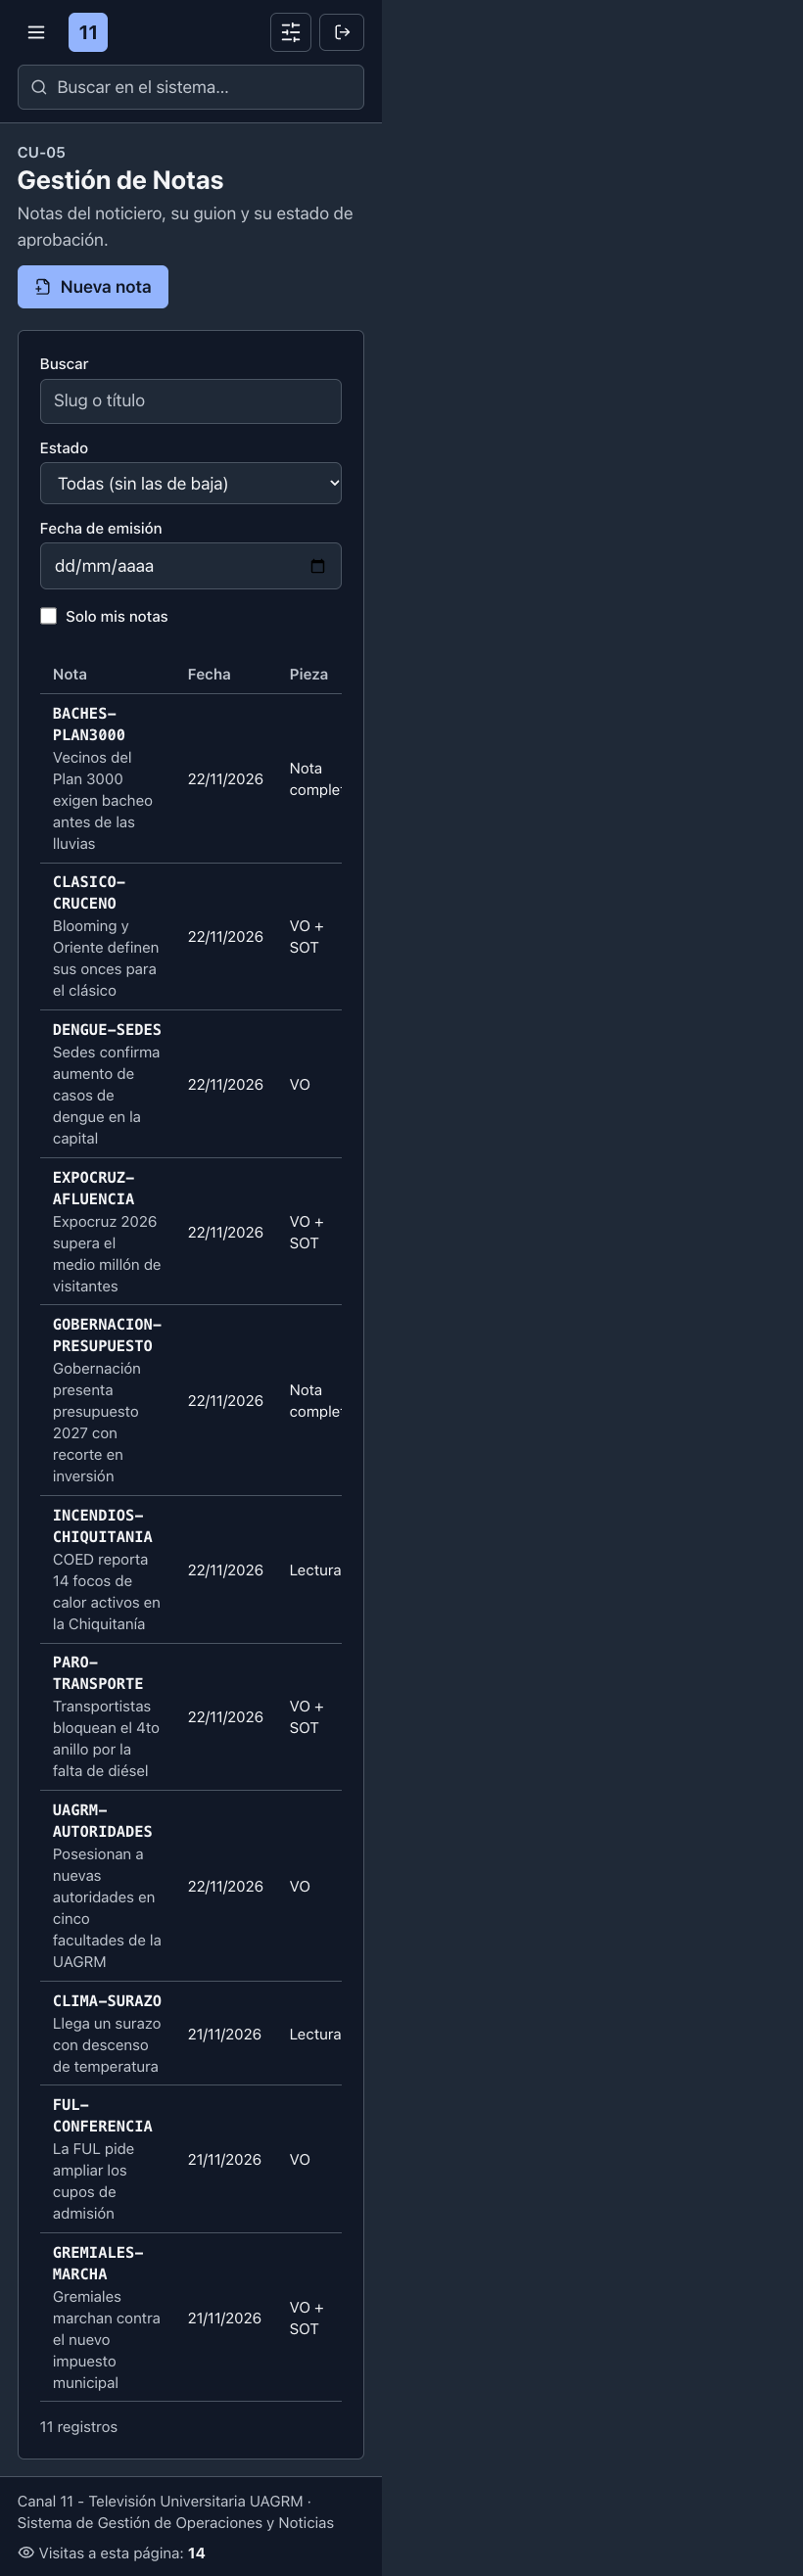 11
Buscar en el sistema...
CU-05
Gestión de Notas
Notas del noticiero, su guion y su estado de
aprobación.
Nueva nota
Buscar
Slug o título
Estado
Todas (sin las de baja)
Fecha de emisión
dd/mm/aaaa
Solo mis notas
Nota Fecha Pieza
BACHES-
PLAN3000
Vecinos del
Plan 3000
exigen bacheo
antes de las
lluvias
22/11/2026
Nota
CLASICO-
CRUCENO
Blooming y
Oriente definen
sus onces para
el clásico
22/11/2026
VO +
SOT
DENGUE-SEDES
Sedes confirma
aumento de
casos de
dengue en la
capital
22/11/2026
VO
EXPOCRUZ-
AFLUENCIA
Expocruz 2026
supera el
medio millón de
visitantes
22/11/2026
VO +
SOT
GOBERNACION-
PRESUPUESTO
Gobernación
presenta
presupuesto
2027 con
recorte en
inversión
22/11/2026
Nota
INCENDIOS-
CHIQUITANIA
COED reporta
14 focos de
calor activos en
la Chiquitanía
22/11/2026
Lectura
PARO-
TRANSPORTE
Transportistas
bloquean el 4to
anillo por la
falta de diésel
22/11/2026
VO +
SOT
UAGRM-
AUTORIDADES
Posesionan a
nuevas
autoridades en
cinco
facultades de la
UAGRM
22/11/2026
VO
CLIMA-SURAZO
Llega un surazo
con descenso
de temperatura
21/11/2026
Lectura
FUL-
CONFERENCIA
La FUL pide
ampliar los
cupos de
admisión
21/11/2026
VO
GREMIALES-
MARCHA
Gremiales
marchan contra
el nuevo
impuesto
municipal
21/11/2026
VO +
SOT
11 registros
Canal 11 - Televisión Universitaria UAGRM ·
Sistema de Gestión de Operaciones y Noticias
Visitas a esta página: 14